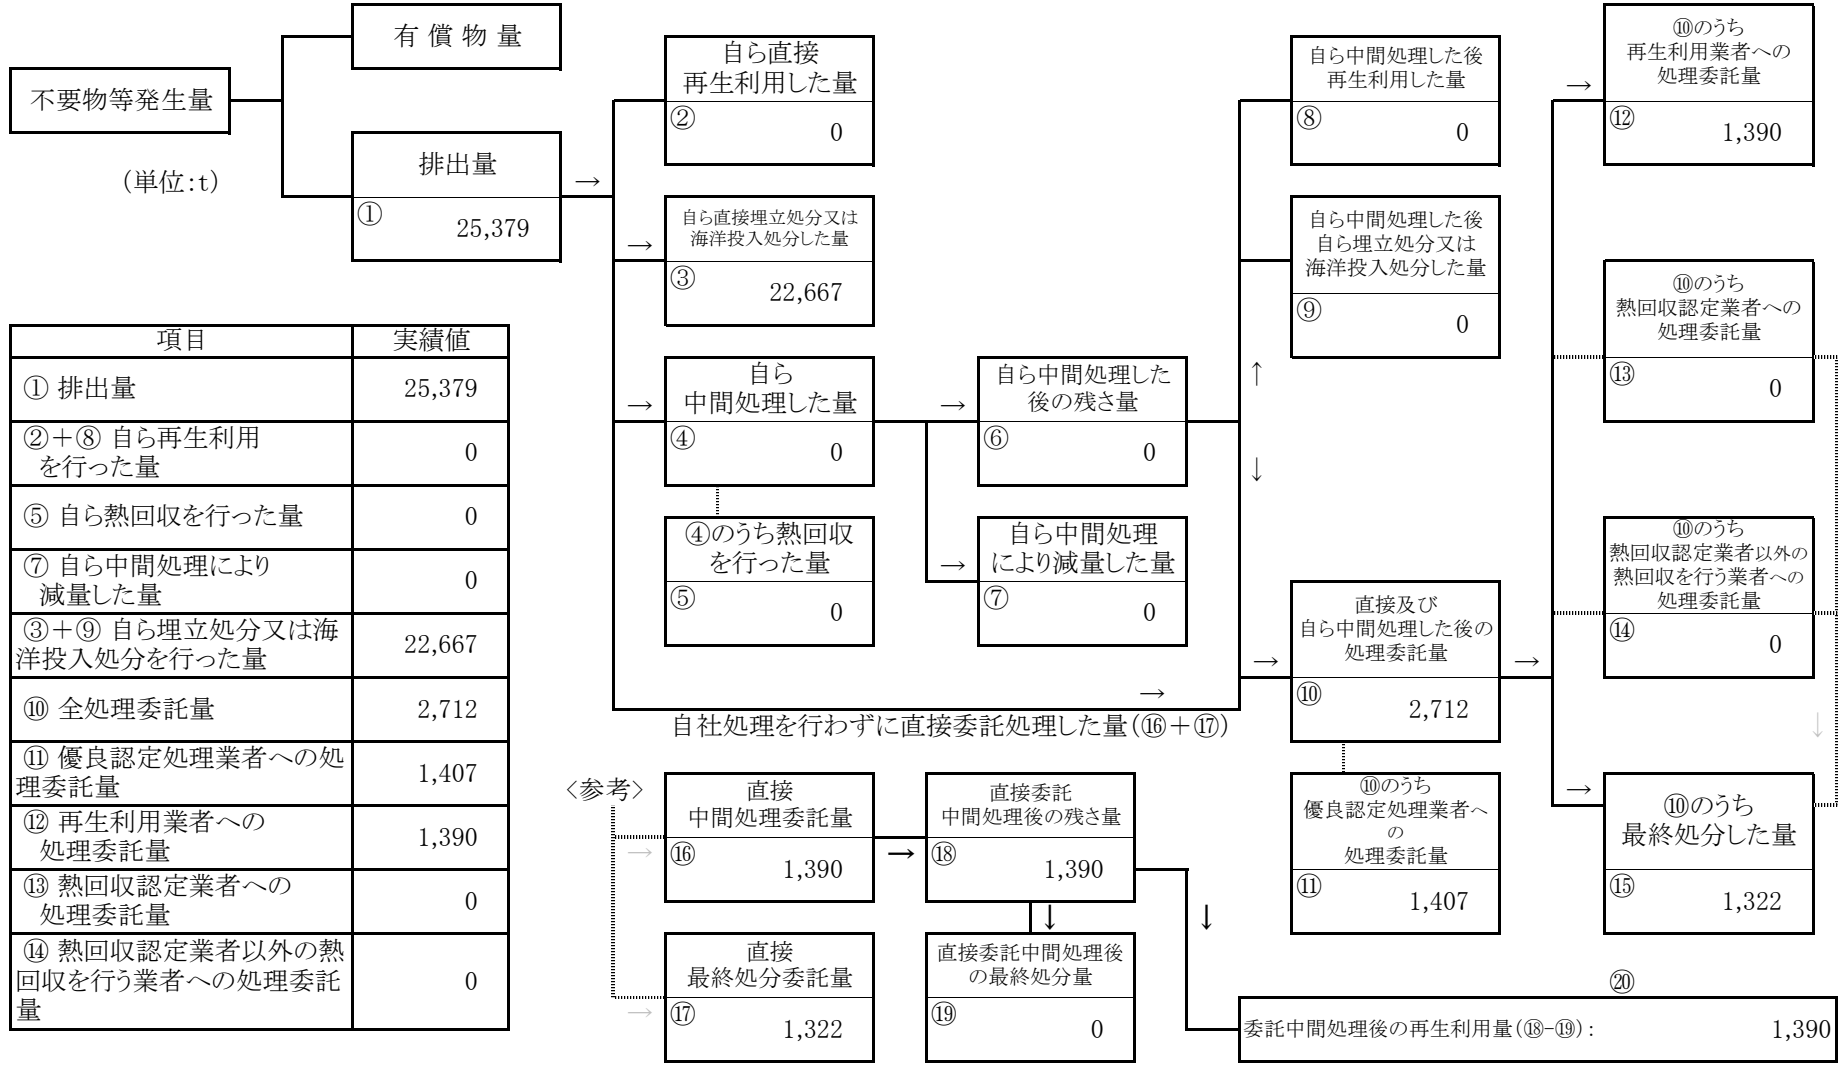 不要物等発生量
(単位:t)
有 償 物 量
排出量
①
25,379
→
自ら直接
再生利用した量
②
0
→
自ら直接埋立処分又は
海洋投入処分した量
③
22,667
→
自ら
中間処理した量
④
0
④のうち熱回収
を行った量
⑤
0
→
自ら中間処理した
後の残さ量
⑥
0
→
自ら中間処理
により減量した量
⑦
0
自ら中間処理した後
再生利用した量
⑧
0
自ら中間処理した後
自ら埋立処分又は
海洋投入処分した量
⑨
0
↑
↓
→
自社処理を行わずに直接委託処理した量(⑯+⑰)
→
直接及び
自ら中間処理した後の
処理委託量
⑩
2,712
→
⑩のうち
優良認定処理業者へ
の
処理委託量
⑪
1,407
→
⑩のうち
再生利用業者への
処理委託量
⑫
1,390
⑩のうち
熱回収認定業者への
処理委託量
⑬
0
⑩のうち
熱回収認定業者以外の
熱回収を行う業者への
処理委託量
⑭
0
↓
→
⑩のうち
最終処分した量
⑮
1,322
項目 実績値
① 排出量 25,379
②+⑧ 自ら再生利用
を行った量
0
⑤ 自ら熱回収を行った量 0
⑦ 自ら中間処理により
減量した量
0
③+⑨ 自ら埋立処分又は海
洋投入処分を行った量
22,667
⑩ 全処理委託量 2,712
⑪ 優良認定処理業者への処
理委託量
1,407
⑫ 再生利用業者への
処理委託量
1,390
⑬ 熱回収認定業者への
処理委託量
0
⑭ 熱回収認定業者以外の熱
回収を行う業者への処理委託
量
0
<参考>
→
直接
中間処理委託量
⑯
1,390
→
直接委託
中間処理後の残さ量
⑱
1,390
↓
↓
→
直接
最終処分委託量
⑰
1,322
直接委託中間処理後
の最終処分量
⑲
0
⑳
委託中間処理後の再生利用量(⑱-⑲): 1,390